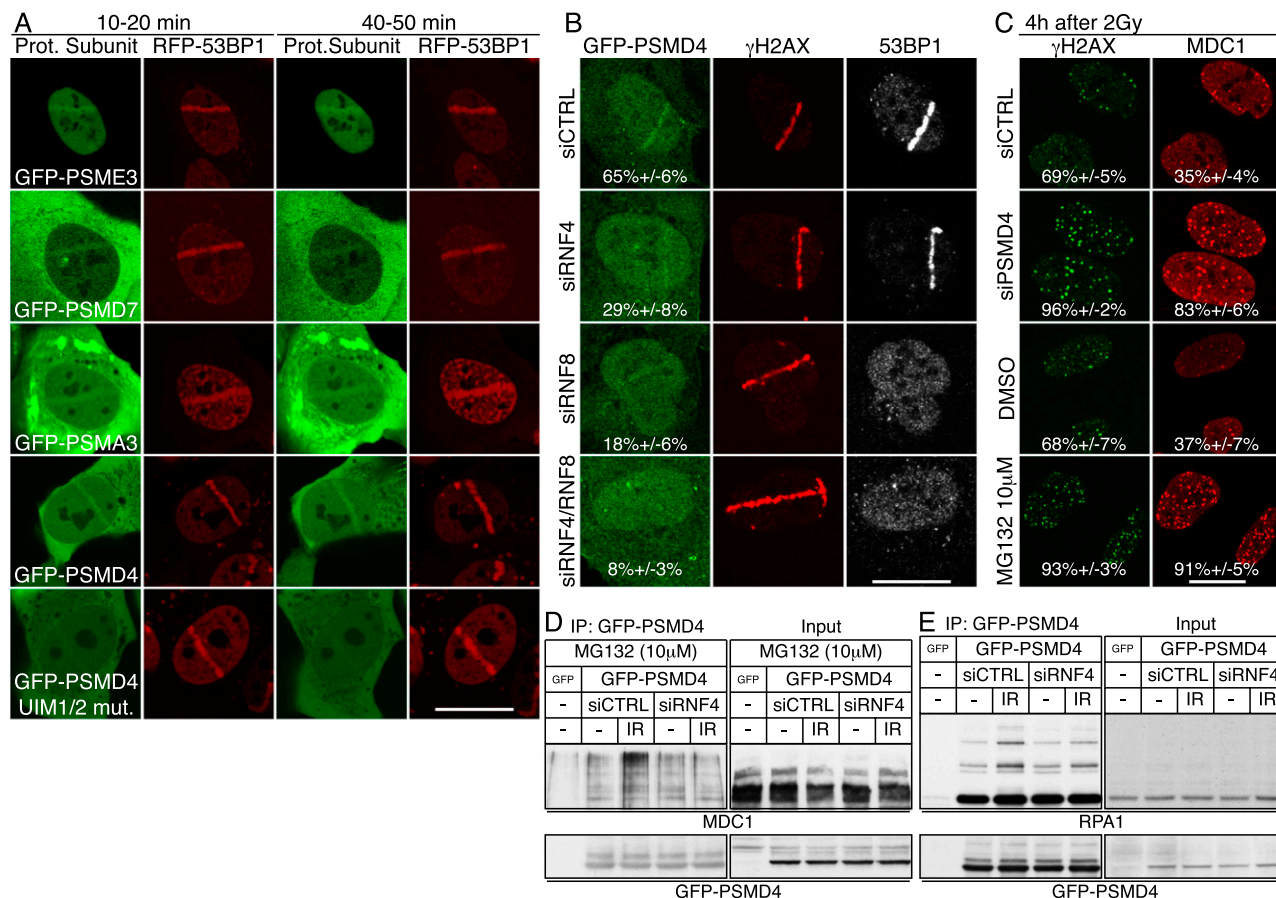 A
10-20 min
40-50 min
Prot. Subunit
RFP-53BP1
Prot.Subunit
RFP-53BP1
GFP-PSME3
GFP-PSMD7
GFP-PSMA3
GFP-PSMD4
GFP-PSMD4
UIM1/2 mut.
B
GFP-PSMD4
γH2AX
53BP1
siCTRL
65%+/-6%
siRNF4
29%+/-8%
siRNF8
18%+/-6%
siRNF4/RNF8
8%+/-3%
C
4h after 2Gy
γH2AX
MDC1
siCTRL
69%+/-5%
35%+/-4%
siPSMD4
96%+/-2%
83%+/-6%
DMSO
68%+/-7%
37%+/-7%
MG132 10μM
93%+/-3%
91%+/-5%
D
IP: GFP-PSMD4
Input
MG132 (10μM)
MG132 (10μM)
GFP
GFP-PSMD4
GFP
GFP-PSMD4
-
siCTRL
siRNF4
-
siCTRL
siRNF4
-
IR
-
IR
-
IR
-
IR
MDC1
GFP-PSMD4
E
IP: GFP-PSMD4
Input
GFP
GFP-PSMD4
GFP
GFP-PSMD4
-
siCTRL
siRNF4
-
siCTRL
siRNF4
-
IR
-
IR
-
IR
-
IR
RPA1
GFP-PSMD4